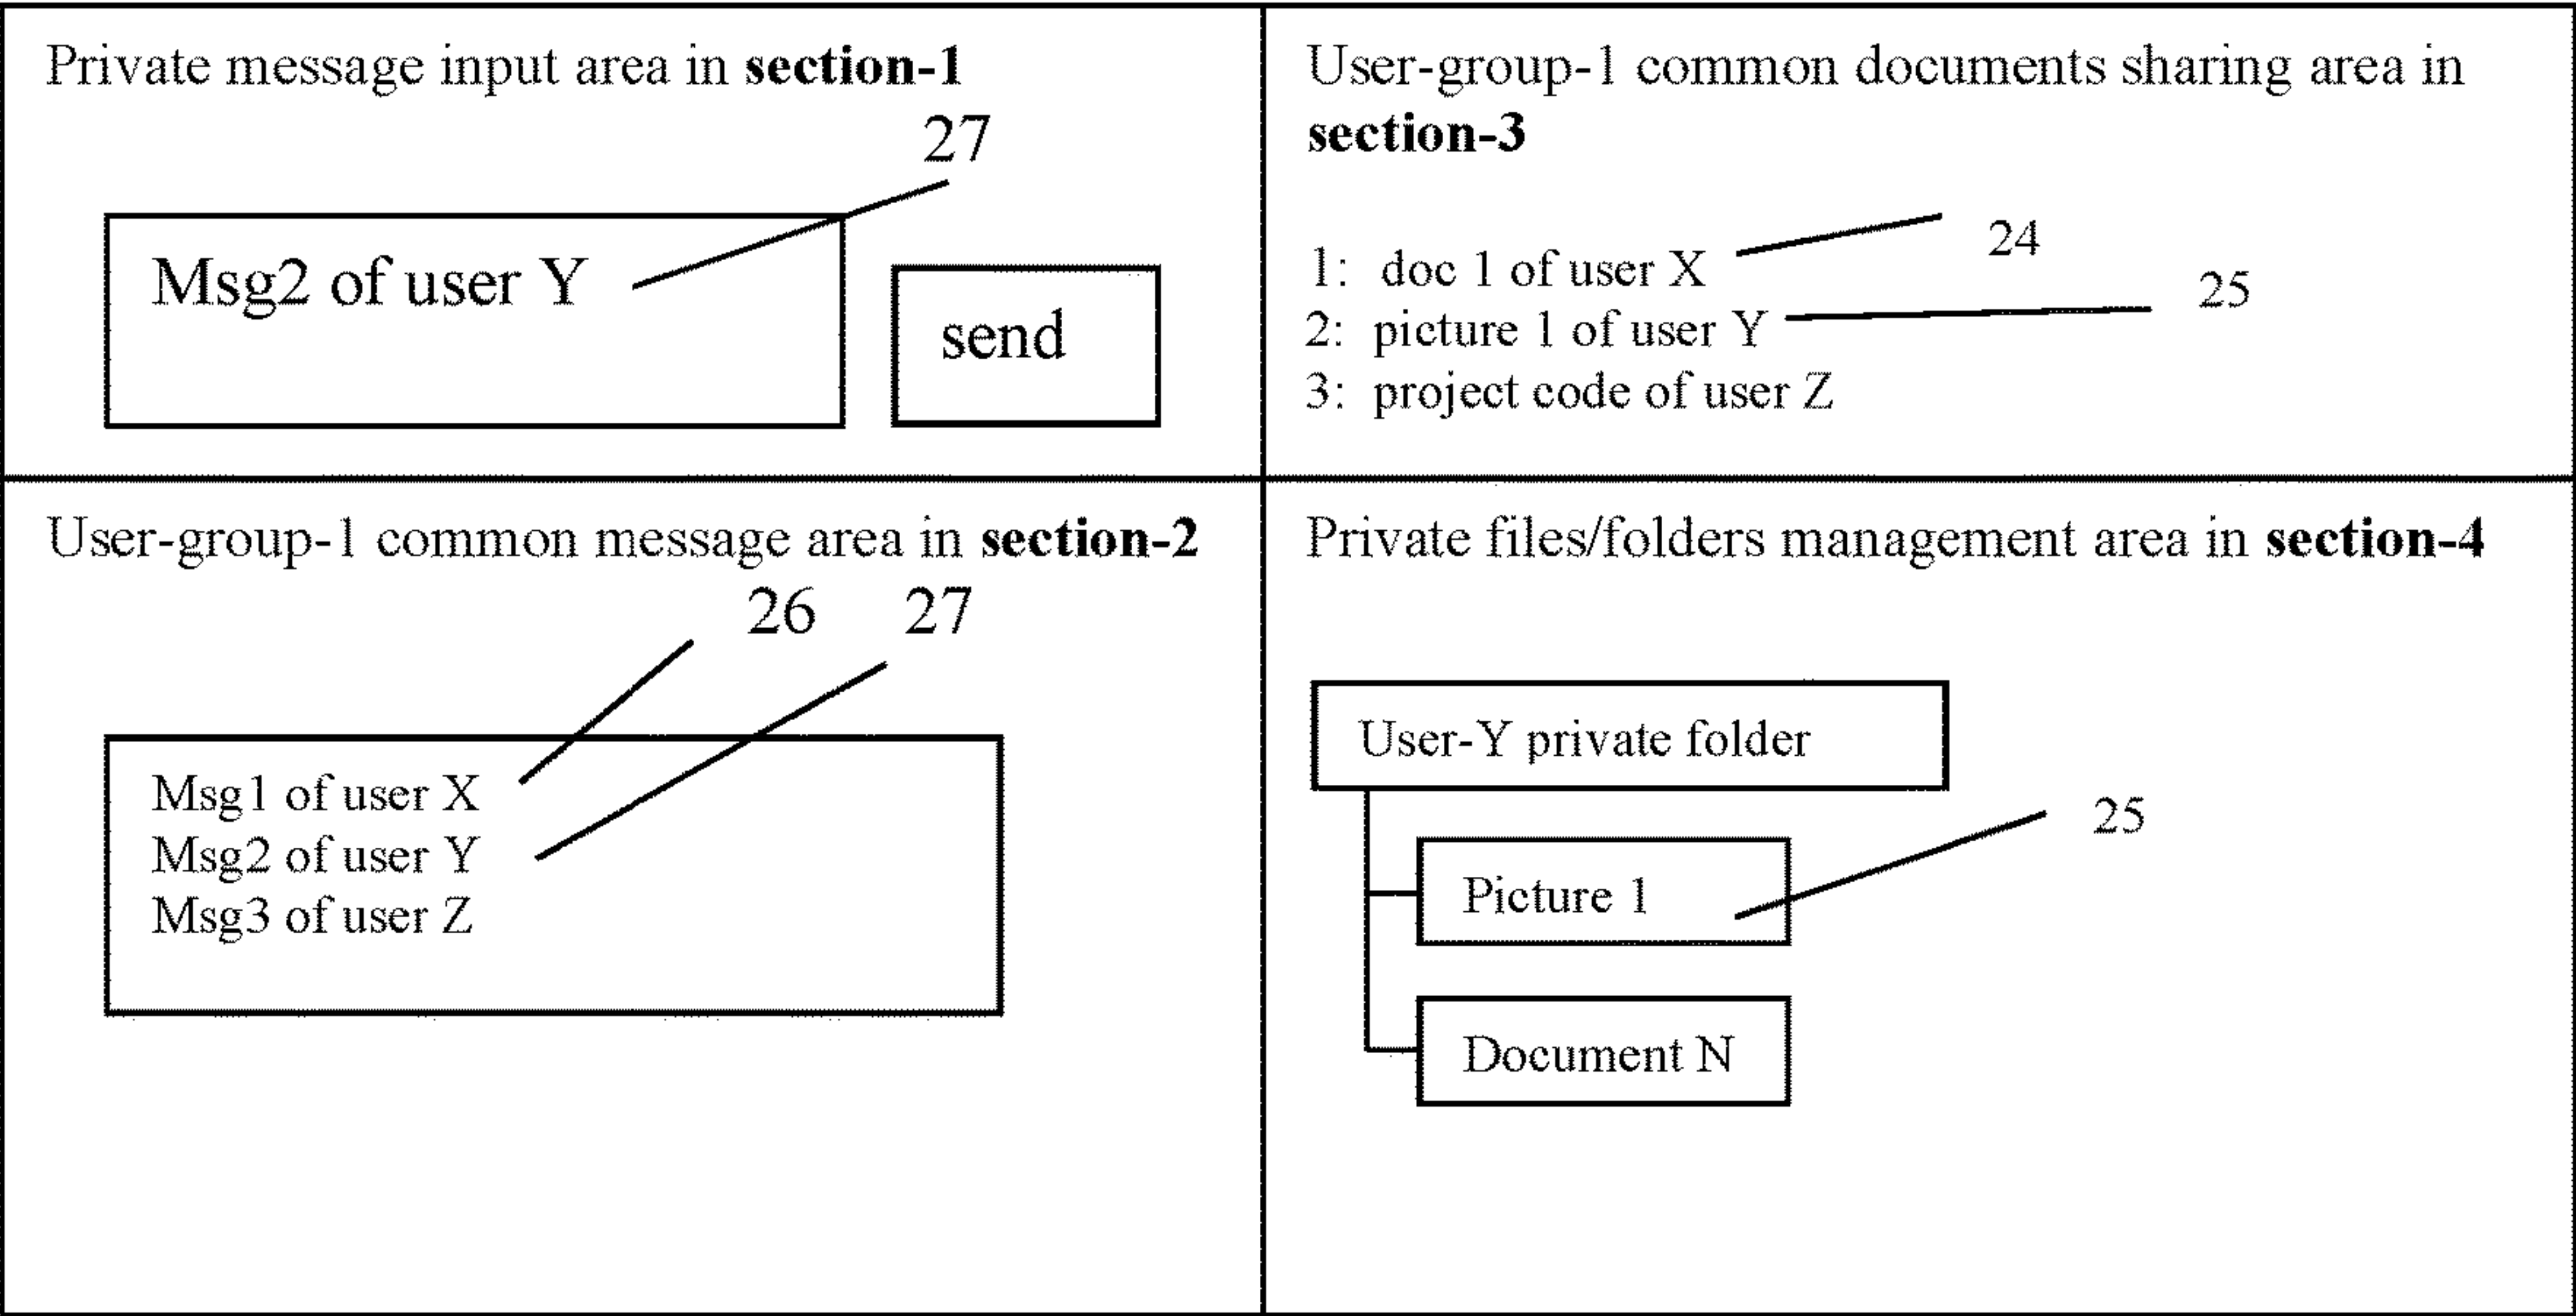 Private message input area in section-1
27
Msg2 of user Y
send
User-group-1 common documents sharing area in
section-3
24
1: doc 1 of user X
25
2: picture 1 of user Y
3: project code of user Z
User-group-1 common message area in section-2
26 27
Msg1 of user X
Msg2 of user Y
Msg3 of user Z
Private files/folders management area in section-4
User-Y private folder
25
Picture 1
Document N